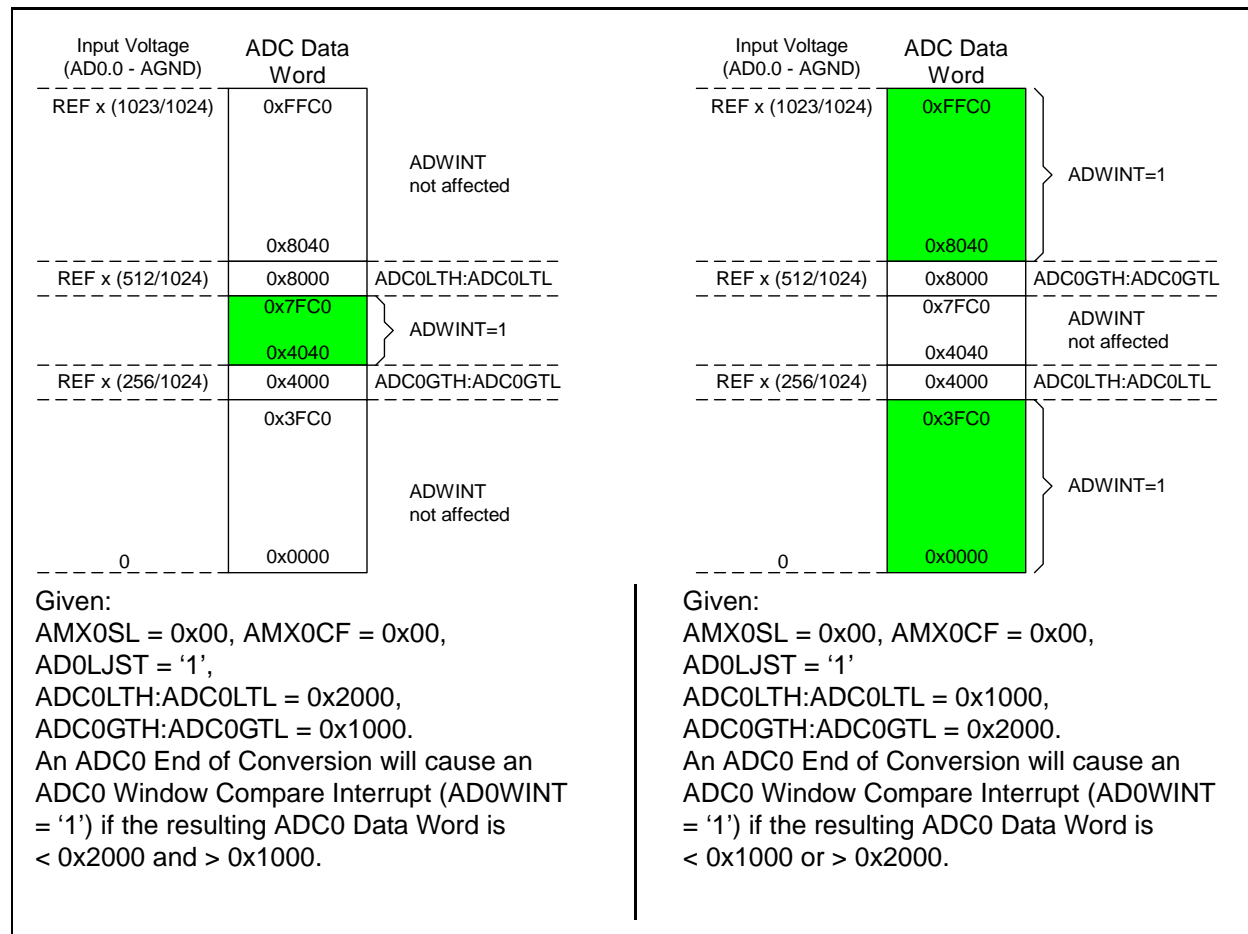 Input Voltage
(AD0.0 - AGND)
ADC Data
Word
REF x (1023/1024)
0xFFC0
ADWINT
not affected
0x8040
REF x (512/1024)
0x8000
ADC0LTH:ADC0LTL
0x7FC0
ADWINT=1
0x4040
REF x (256/1024)
0x4000
ADC0GTH:ADC0GTL
0x3FC0
ADWINT
not affected
0
0x0000
Given:
AMX0SL = 0x00, AMX0CF = 0x00,
AD0LJST = ‘1’,
ADC0LTH:ADC0LTL = 0x2000,
ADC0GTH:ADC0GTL = 0x1000.
An ADC0 End of Conversion will cause an
ADC0 Window Compare Interrupt (AD0WINT
= ‘1’) if the resulting ADC0 Data Word is
< 0x2000 and > 0x1000.
Input Voltage
(AD0.0 - AGND)
ADC Data
Word
REF x (1023/1024)
0xFFC0
ADWINT=1
0x8040
REF x (512/1024)
0x8000
ADC0GTH:ADC0GTL
0x7FC0
ADWINT
not affected
0x4040
REF x (256/1024)
0x4000
ADC0LTH:ADC0LTL
0x3FC0
ADWINT=1
0
0x0000
Given:
AMX0SL = 0x00, AMX0CF = 0x00,
AD0LJST = ‘1’
ADC0LTH:ADC0LTL = 0x1000,
ADC0GTH:ADC0GTL = 0x2000.
An ADC0 End of Conversion will cause an
ADC0 Window Compare Interrupt (AD0WINT
= ‘1’) if the resulting ADC0 Data Word is
< 0x1000 or > 0x2000.